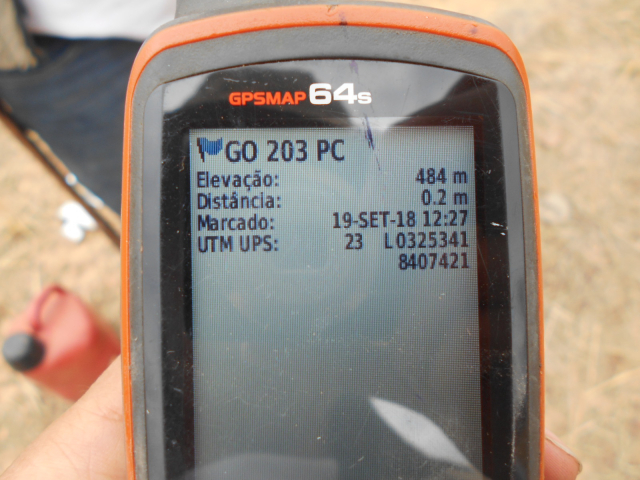 GPSMAP 64s
GO 203 PC
Elevação: 484 m
Distância: 0.2 m
Marcado: 19-SET-18 12:27
UTM UPS: 23 L0325341
8407421